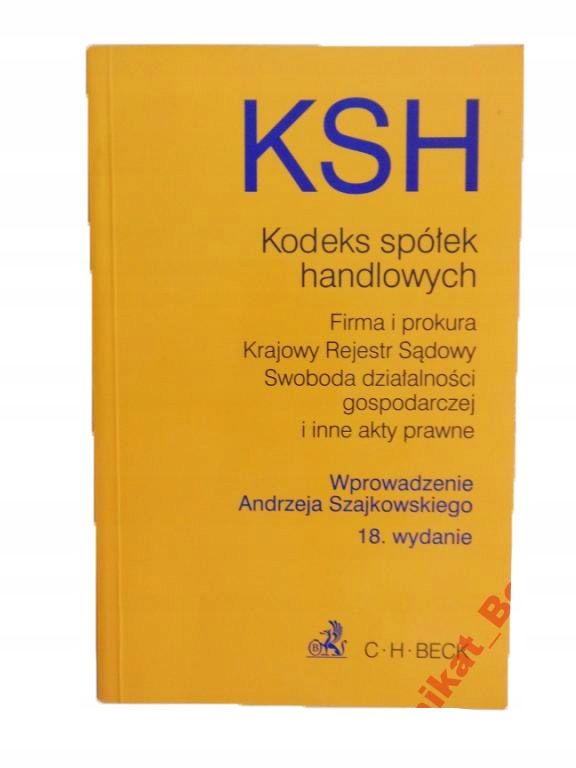 KSH
Kodeks spółek
handlowych
Firma i prokura
Krajowy Rejestr Sądowy
Swoboda działalności
gospodarczej
i inne akty prawne
Wprowadzenie
Andrzeja Szajkowskiego
18. wydanie
B
C·H·BECK